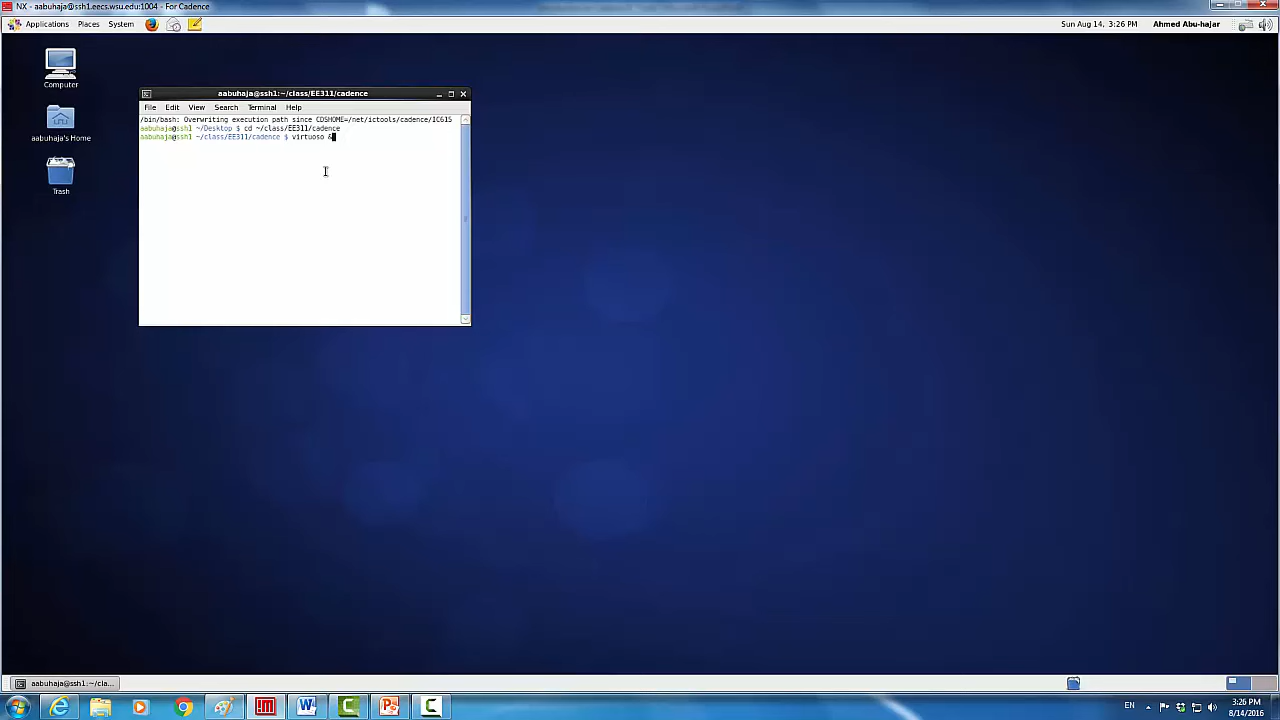 NX - aabuhaja@ssh1.eecs.wsu.edu:1004 - For Cadence
Applications Places System
Sun Aug 14, 3:26 PM Ahmed Abu-hajar
Computer
aabuhaja's Home
Trash
aabuhaja@ssh1:~/class/EE311/cadence
File Edit View Search Terminal Help
/bin/bash: Overwriting execution path since CDSHOME=/net/ictools/cadence/IC615
aabuhaja@ssh1 ~/Desktop $ cd ~/class/EE311/cadence
aabuhaja@ssh1 ~/class/EE311/cadence $ virtuoso &
aabuhaja@ssh1:~/cla...
EN
3:26 PM
8/14/2016